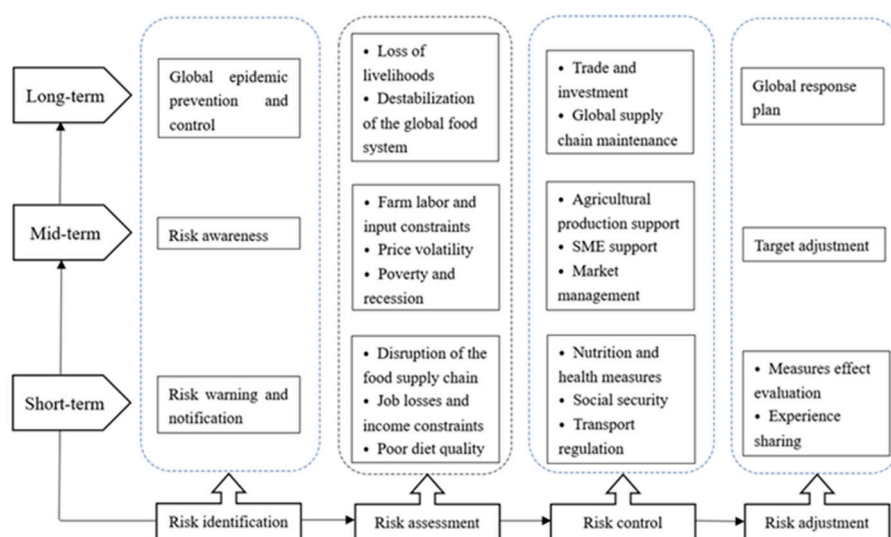 Long-term
Global epidemic
prevention and
control
• Loss of
livelihoods
• Destabilization
of the global food
system
• Trade and
investment
• Global supply
chain maintenance
Global response
plan
Mid-term
Risk awareness
• Farm labor and
input constraints
• Price volatility
• Poverty and
recession
• Agricultural
production support
• SME support
• Market
management
Target adjustment
Short-term
Risk warning and
notification
• Disruption of the
food supply chain
• Job losses and
income constraints
• Poor diet quality
• Nutrition and
health measures
• Social security
• Transport
regulation
• Measures effect
evaluation
• Experience
sharing
Risk identification
Risk assessment
Risk control
Risk adjustment